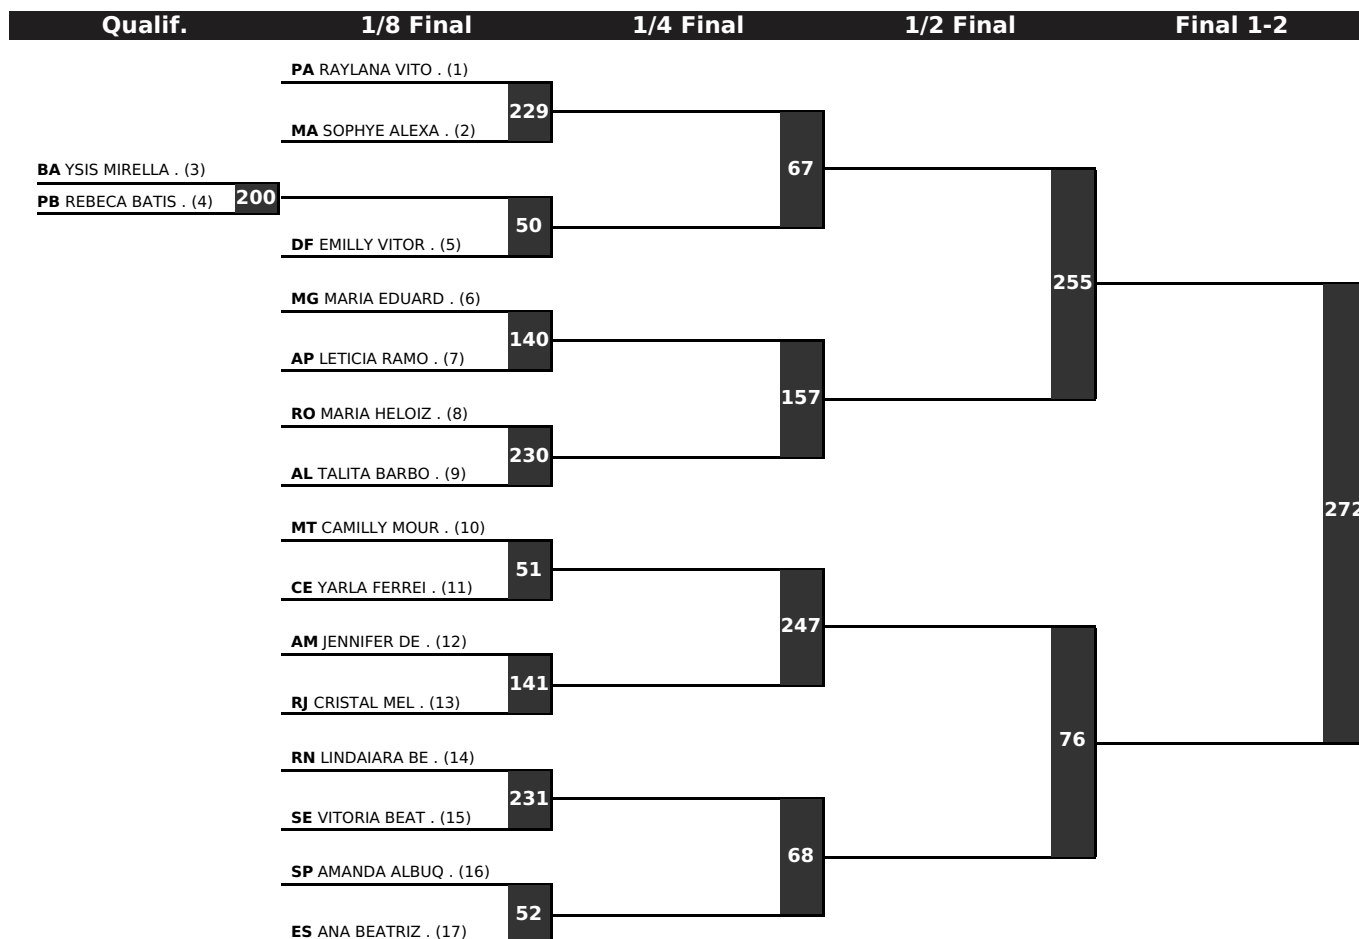 Qualif. 1/8 Final 1/4 Final 1/2 Final Final 1-2
PA RAYLANA VITO . (1)
229
MA SOPHYE ALEXA . (2)
BA YSIS MIRELLA . (3)
67
PB REBECA BATIS . (4) 200
50
DF EMILLY VITOR . (5)
255
MG MARIA EDUARD . (6)
140
AP LETICIA RAMO . (7)
157
RO MARIA HELOIZ . (8)
230
AL TALITA BARBO . (9)
272
MT CAMILLY MOUR . (10)
51
CE YARLA FERREI . (11)
247
AM JENNIFER DE . (12)
141
RJ CRISTAL MEL . (13)
76
RN LINDAIARA BE . (14)
231
SE VITORIA BEAT . (15)
68
SP AMANDA ALBUQ . (16)
52
ES ANA BEATRIZ . (17)